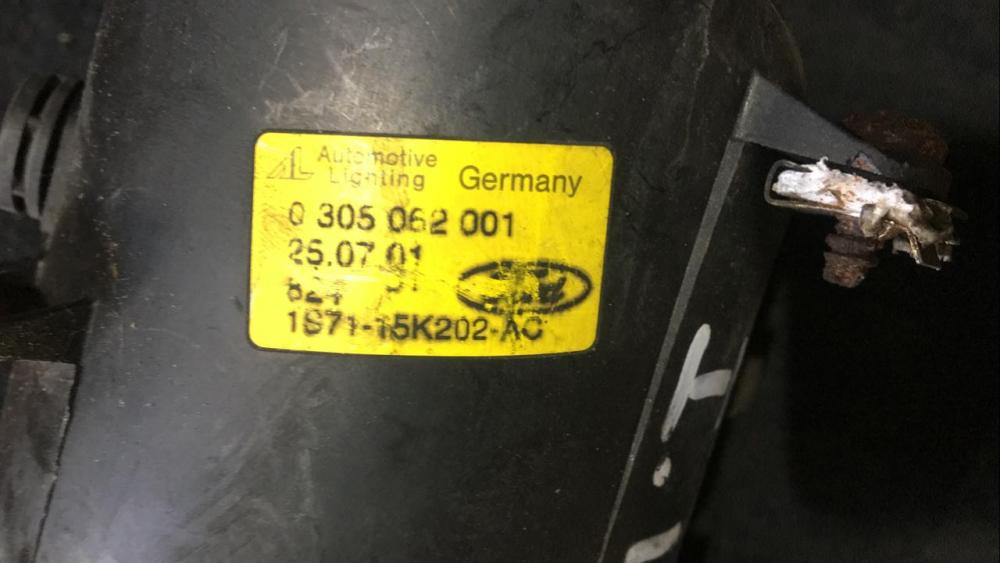 Automotive
Lighting Germany
0 305 062 001
25.07.01
1S71-15K202-AC